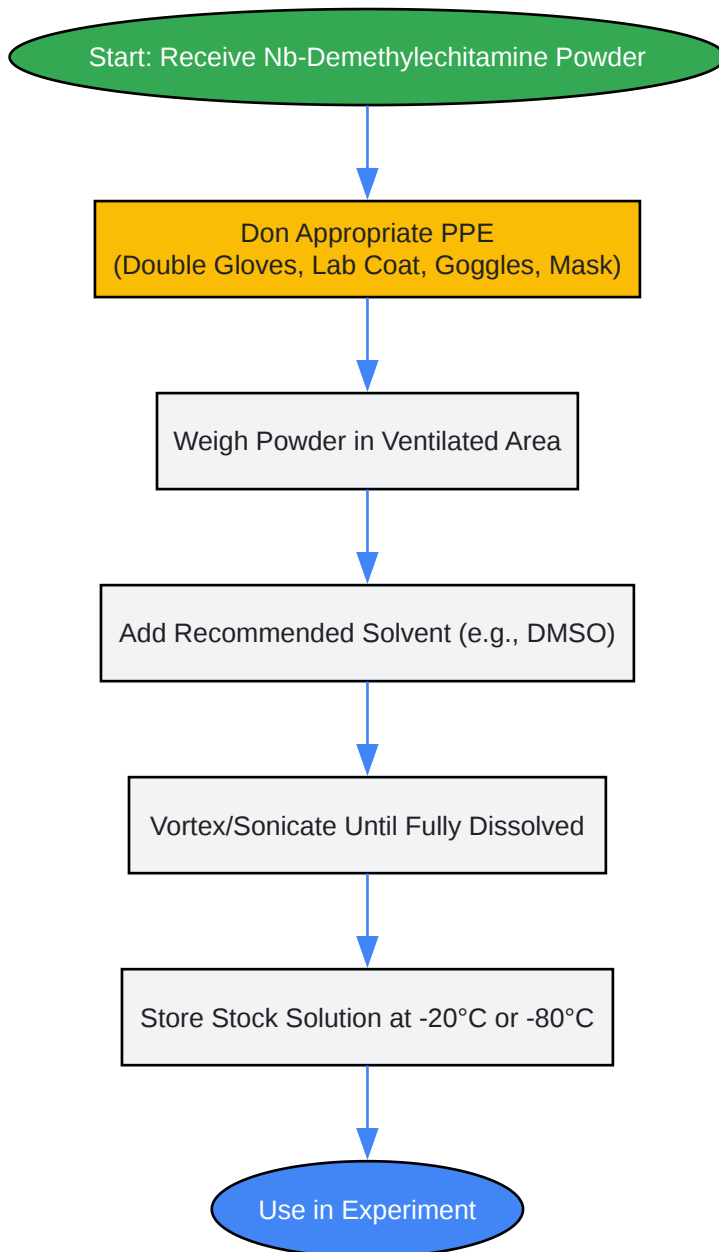 Start: Receive Nb-Demethylechitamine Powder
Don Appropriate PPE
(Double Gloves, Lab Coat, Goggles, Mask)
Weigh Powder in Ventilated Area
Add Recommended Solvent (e.g., DMSO)
Vortex/Sonicate Until Fully Dissolved
Store Stock Solution at -20°C or -80°C
Use in Experiment